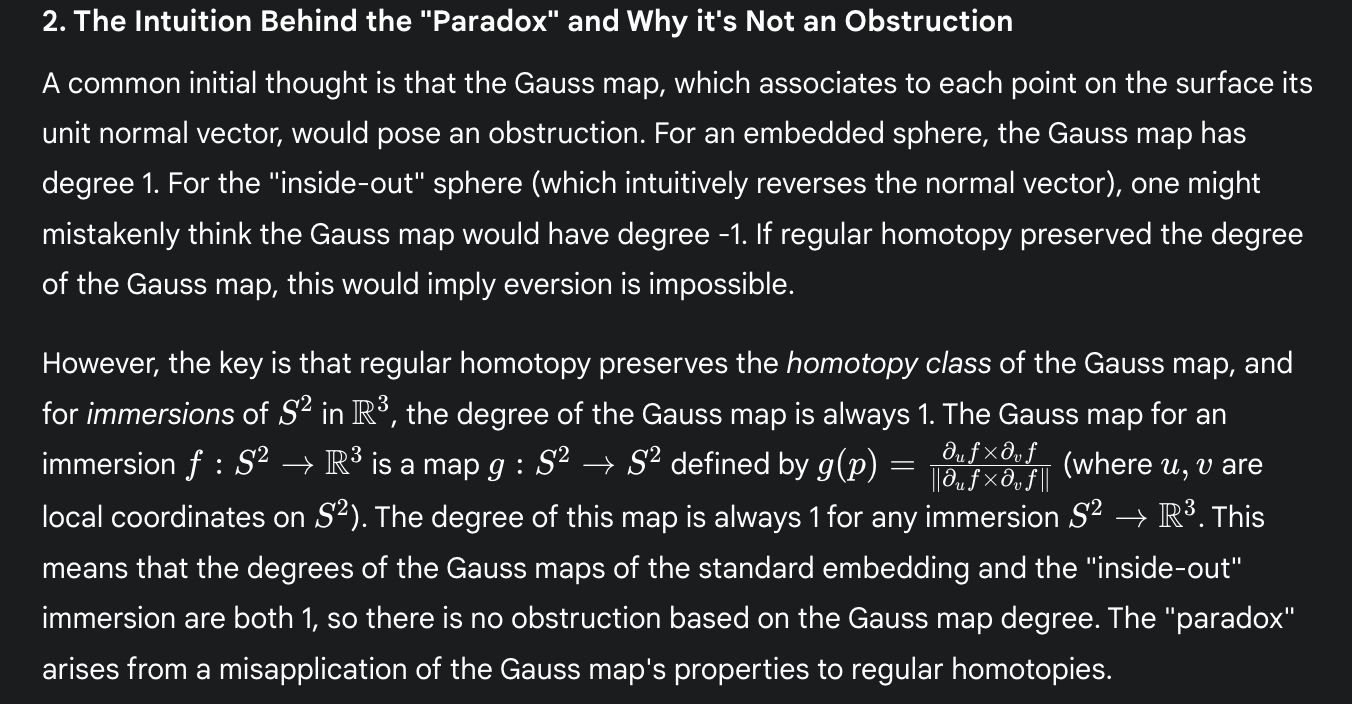 2. The Intuition Behind the "Paradox" and Why it's Not an Obstruction
A common initial thought is that the Gauss map, which associates to each point on the surface its
unit normal vector, would pose an obstruction. For an embedded sphere, the Gauss map has
degree 1. For the "inside-out" sphere (which intuitively reverses the normal vector), one might
mistakenly think the Gauss map would have degree -1. If regular homotopy preserved the degree
of the Gauss map, this would imply eversion is impossible.
However, the key is that regular homotopy preserves the homotopy class of the Gauss map, and
for immersions of $S^2$ in $\mathbb{R}^3$, the degree of the Gauss map is always 1. The Gauss map for an
immersion $f : S^2 \to \mathbb{R}^3$ is a map $g : S^2 \to S^2$ defined by $g(p) = \frac{\partial_u f \times \partial_v f}{\|\partial_u f \times \partial_v f\|}$ (where $u, v$ are
local coordinates on $S^2$). The degree of this map is always 1 for any immersion $S^2 \to \mathbb{R}^3$. This
means that the degrees of the Gauss maps of the standard embedding and the "inside-out"
immersion are both 1, so there is no obstruction based on the Gauss map degree. The "paradox"
arises from a misapplication of the Gauss map's properties to regular homotopies.